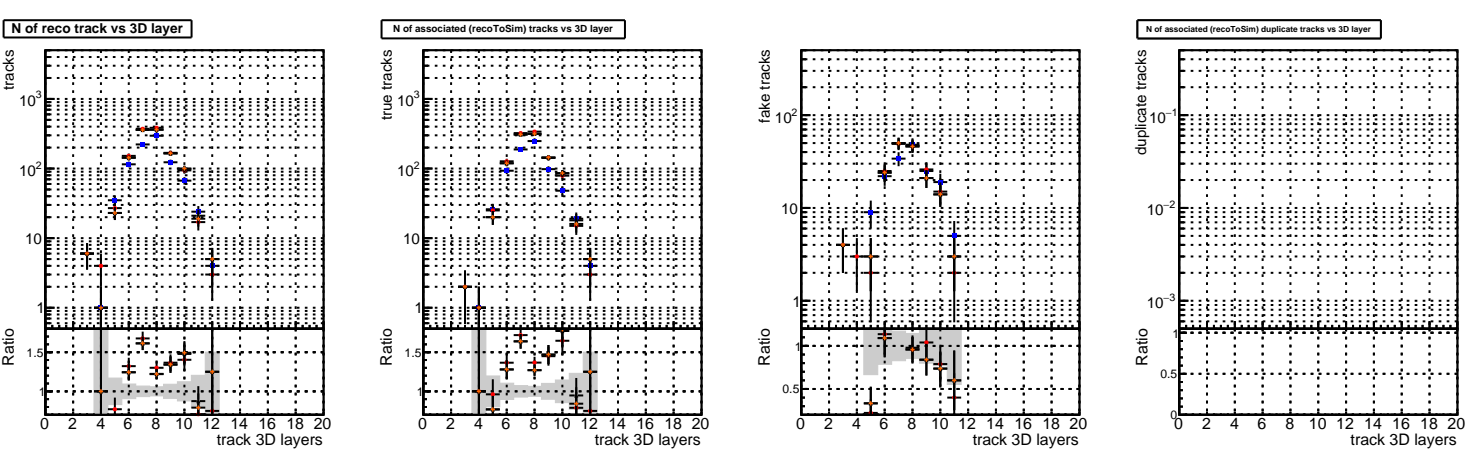 N of reco track vs 3D layer
tracks
10³
10²
10
1
Ratio
1.5
1
0 2 4 6 8 10 12 14 16 18 20
track 3D layers
N of associated (recoToSim) tracks vs 3D layer
true tracks
10³
10²
10
1
Ratio
1.5
1
0 2 4 6 8 10 12 14 16 18 20
track 3D layers
fake tracks
10²
10
1
Ratio
1
0.5
0 2 4 6 8 10 12 14 16 18 20
track 3D layers
N of associated (recoToSim) duplicate tracks vs 3D layer
duplicate tracks
10⁻¹
10⁻²
10⁻³
Ratio
1
0.5
0
0 2 4 6 8 10 12 14 16 18 20
track 3D layers